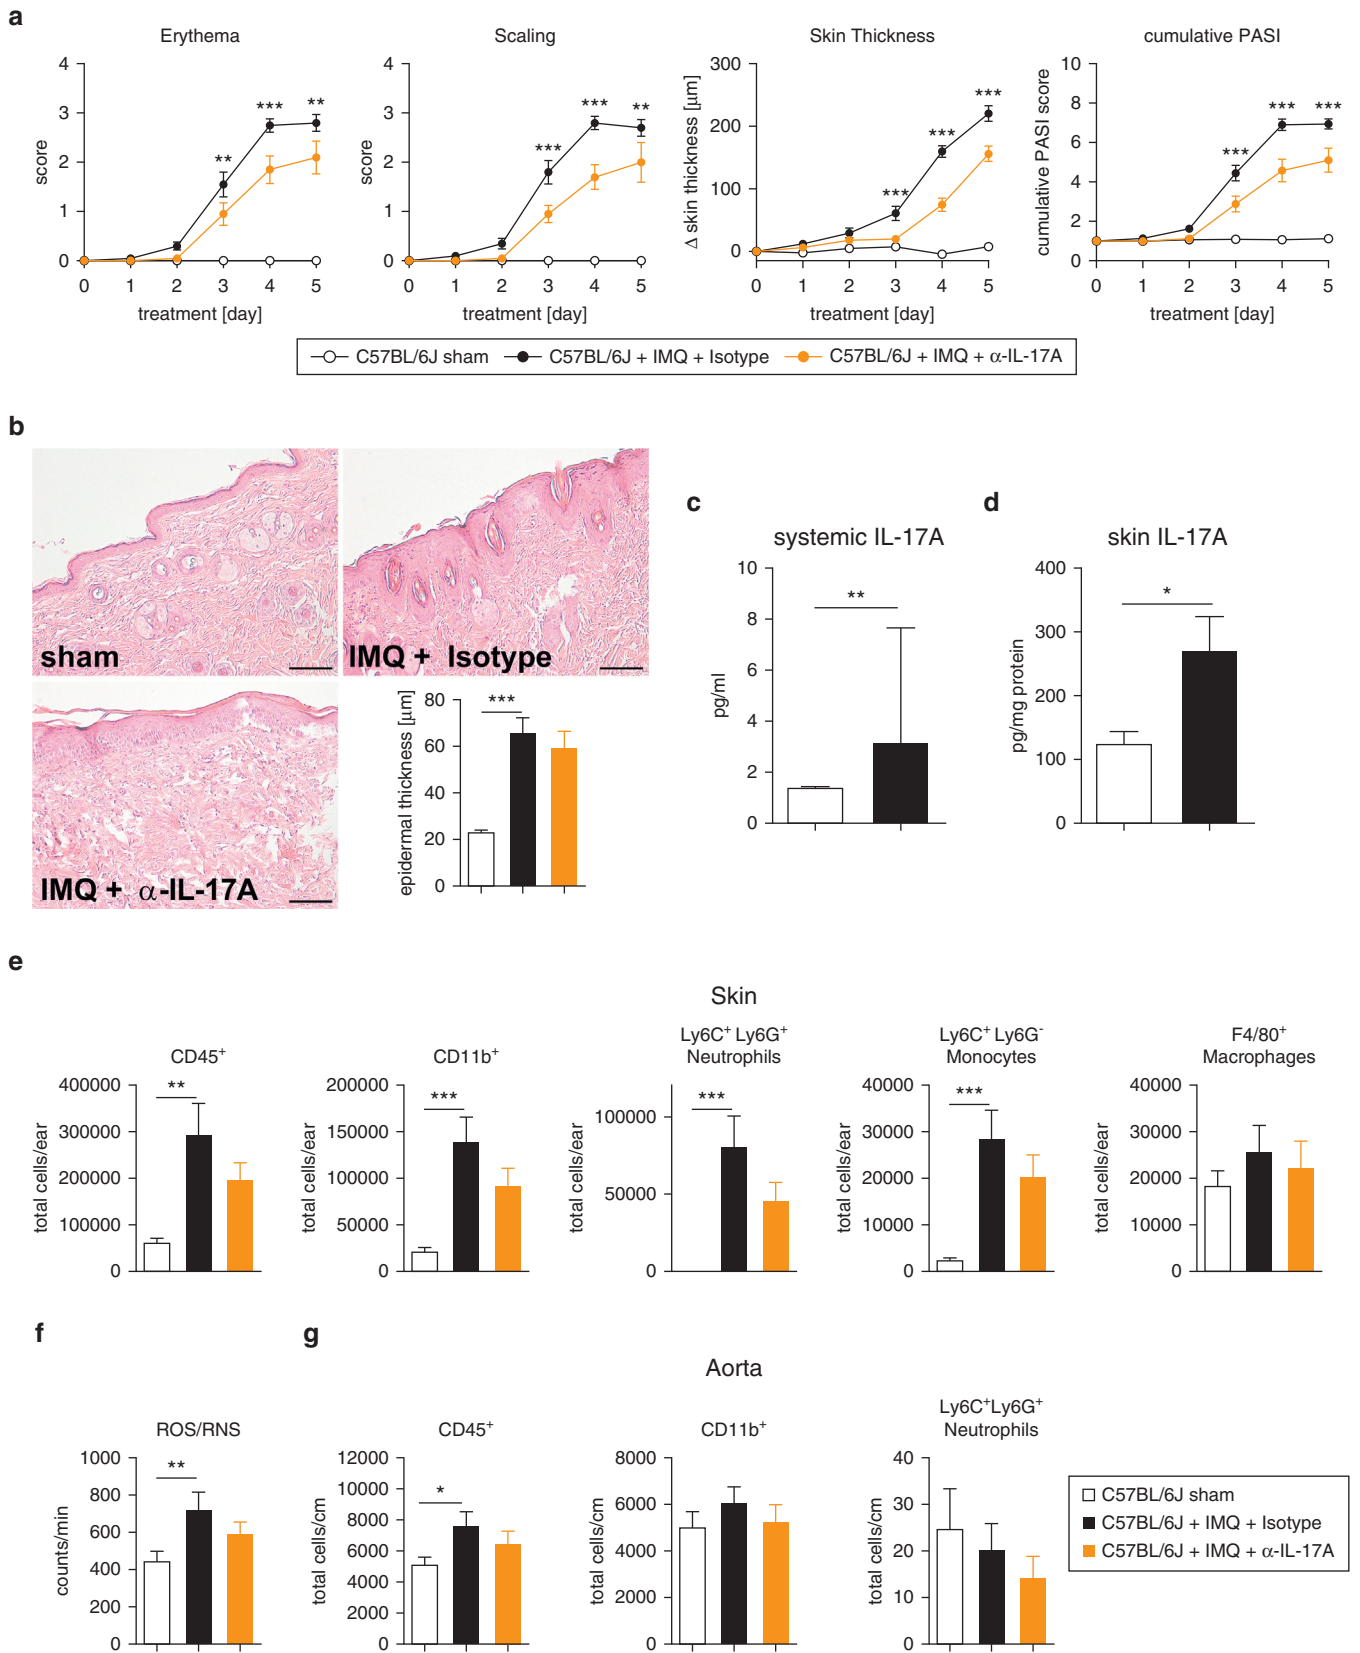 a
Erythema
Scaling
Skin Thickness
cumulative PASI
score
4
3
2
1
0
** *** **
0 1 2 3 4 5
treatment [day]
score
4
3
2
1
0
*** *** **
0 1 2 3 4 5
treatment [day]
Δ skin thickness [μm]
300
200
100
0
*** *** ***
0 1 2 3 4 5
treatment [day]
cumulative PASI score
10
8
6
4
2
0
*** *** ***
0 1 2 3 4 5
treatment [day]
C57BL/6J sham C57BL/6J + IMQ + Isotype C57BL/6J + IMQ + α-IL-17A
b
sham
IMQ + Isotype
IMQ + α-IL-17A
epidermal thickness [μm]
80
60
40
20
0
***
c
systemic IL-17A
pg/ml
10
8
6
4
2
0
**
d
skin IL-17A
pg/mg protein
400
300
200
100
0
*
e
Skin
CD45+
total cells/ear
400000
300000
200000
100000
0
**
CD11b+
total cells/ear
200000
150000
100000
50000
0
***
Ly6C+ Ly6G+
Neutrophils
total cells/ear
100000
50000
0
***
Ly6C+ Ly6G-
Monocytes
total cells/ear
40000
30000
20000
10000
0
***
F4/80+
Macrophages
total cells/ear
40000
30000
20000
10000
0
f
ROS/RNS
counts/min
1000
800
600
400
200
0
**
g
Aorta
CD45+
total cells/cm
12000
10000
8000
6000
4000
2000
0
*
CD11b+
total cells/cm
8000
6000
4000
2000
0
Ly6C+Ly6G+
Neutrophils
total cells/cm
40
30
20
10
0
C57BL/6J sham
C57BL/6J + IMQ + Isotype
C57BL/6J + IMQ + α-IL-17A